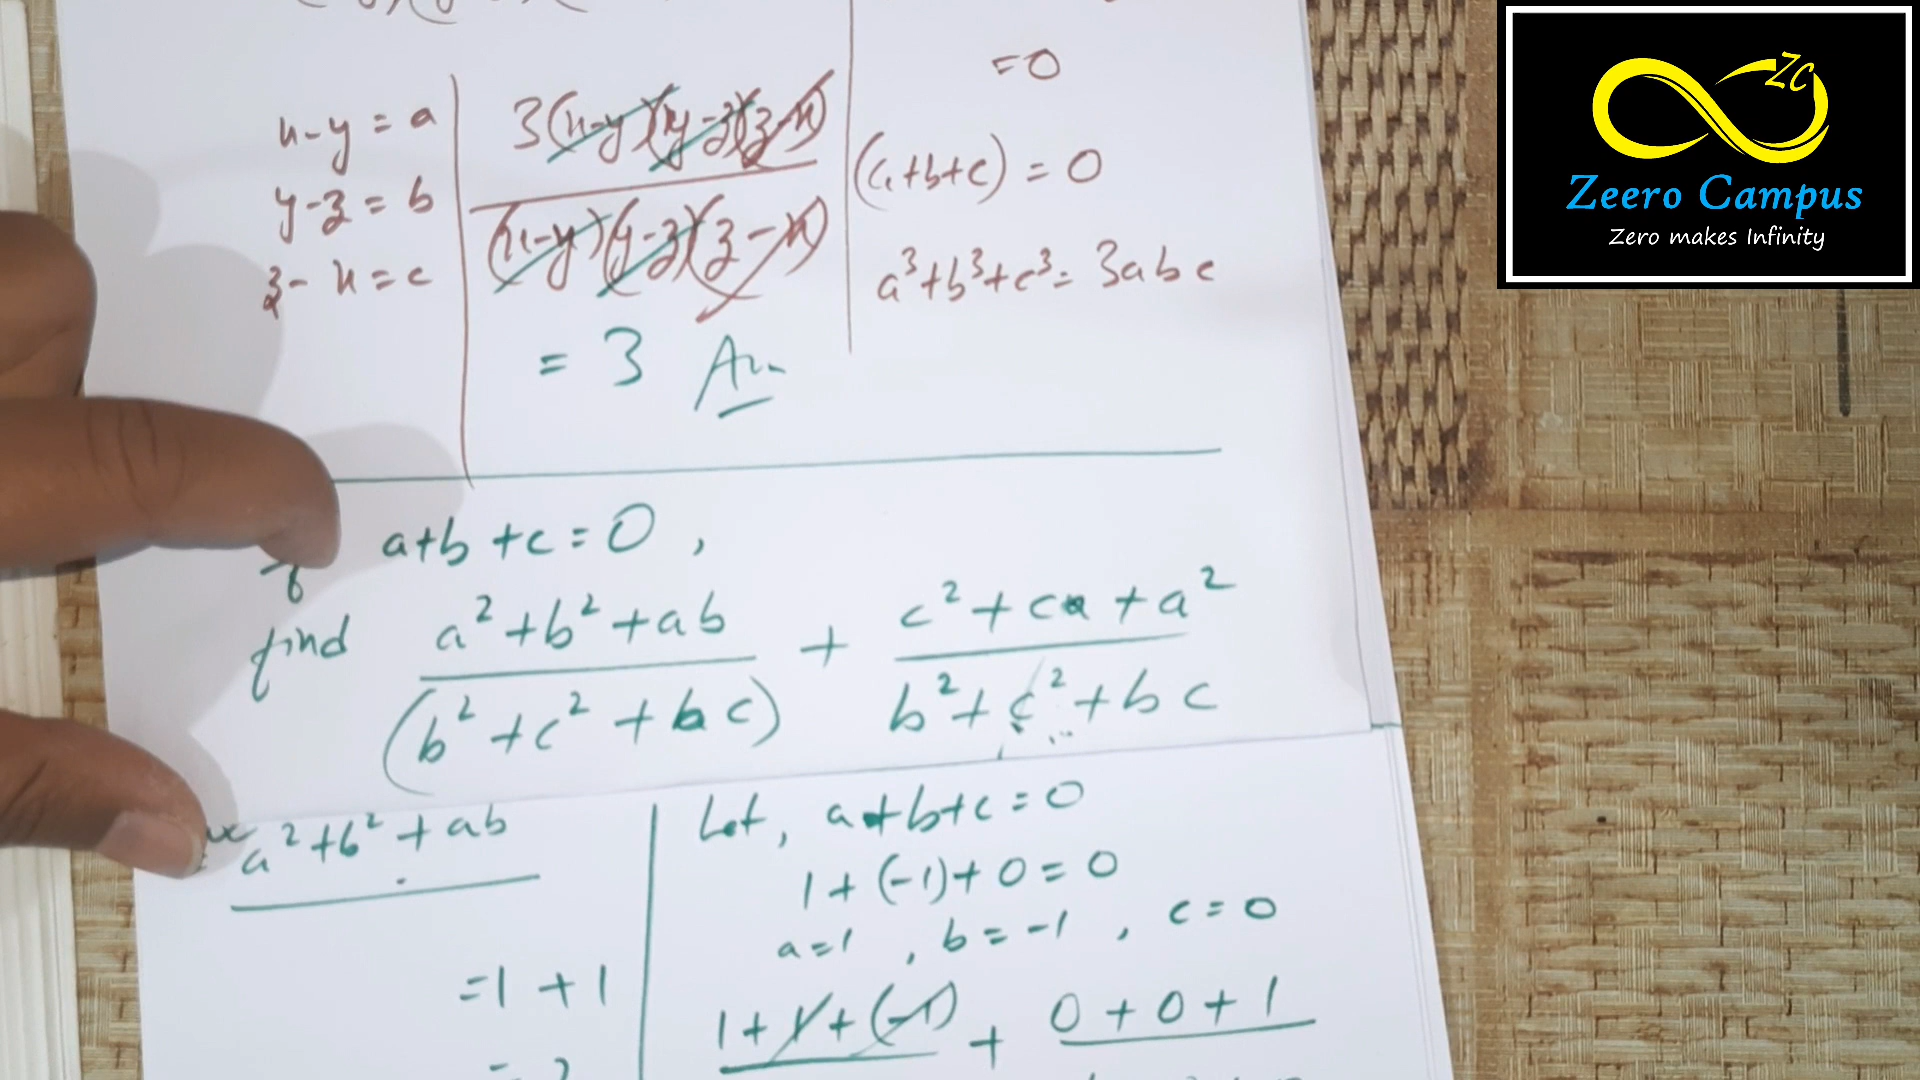 =0
x-y = a
y-z = b
z-x = c
3(x-y)(y-z)(z-x)
(x-y)(y-z)(z-x)
= 3 Ans
(a+b+c) = 0
a³+b³+c³= 3abc
a+b+c=0,
find a²+b²+ab + c²+ca+a²
(b²+c²+bc) b²+c²+bc
a²+b²+ab
=1+1
Let, a+b+c=0
1+(-1)+0=0
a=1, b=-1, c=0
1+1+(-1) + 0+0+1
ZC
Zeero Campus
Zero makes Infinity